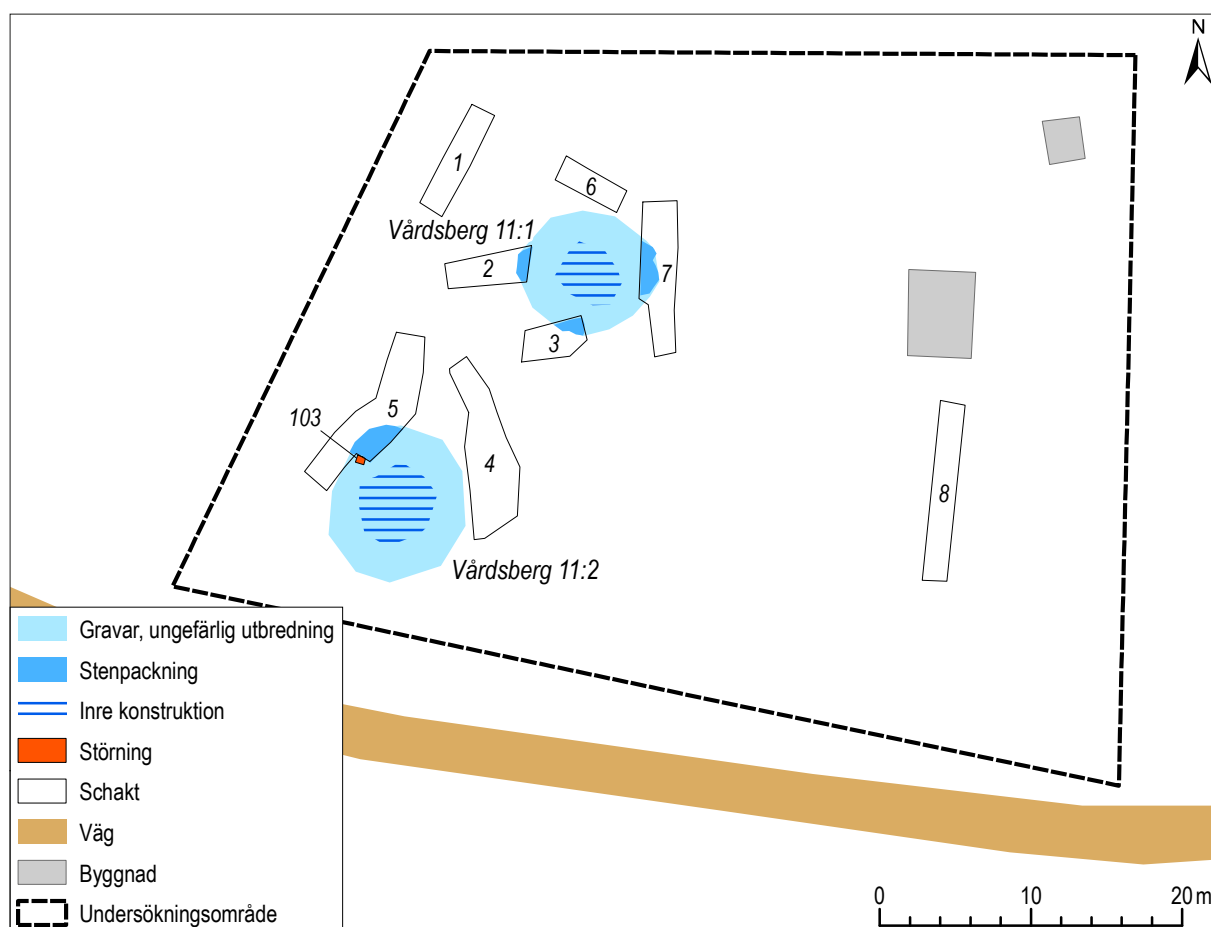 N
1
6
Vårdsberg 11:1
2
7
3
5
103
4
8
Vårdsberg 11:2
Gravar, ungefärlig utbredning
Stenpackning
Inre konstruktion
Störning
Schakt
Väg
Byggnad
Undersökningsområde
0 10 20 m